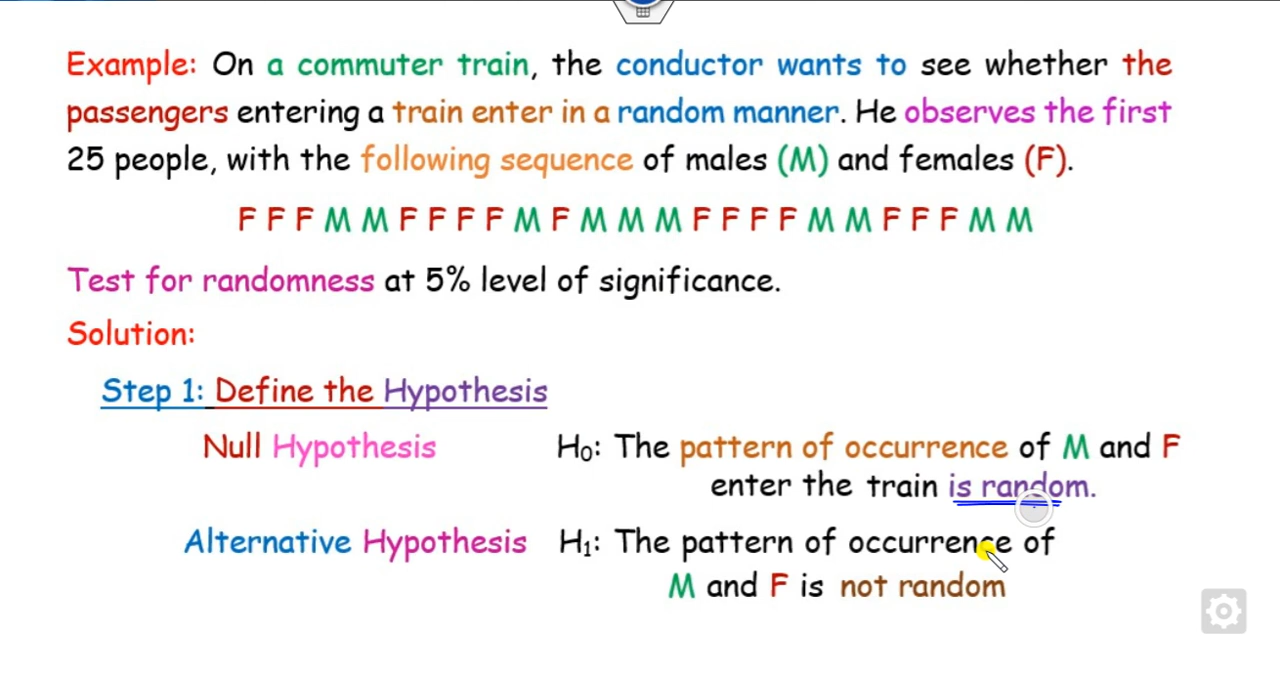 Example: On a commuter train, the conductor wants to see whether the
passengers entering a train enter in a random manner. He observes the first
25 people, with the following sequence of males (M) and females (F).
F F F M M F F F F M F M M M F F F F M M F F F M M
Test for randomness at 5% level of significance.
Solution:
Step 1: Define the Hypothesis
Null Hypothesis H₀: The pattern of occurrence of M and F
enter the train is random.
Alternative Hypothesis H₁: The pattern of occurrence of
M and F is not random